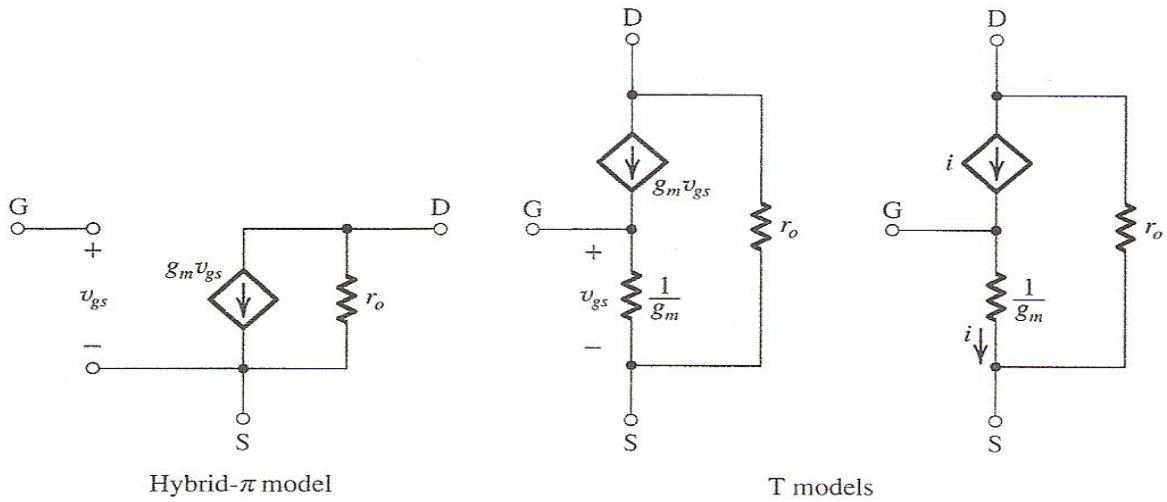 D
D
g_m v_gs
i
G
D
G
r_o
G
r_o
+
+
g_m v_gs
v_gs
r_o
v_gs
1/g_m
1/g_m
−
−
i
S
S
S
Hybrid-π model
T models